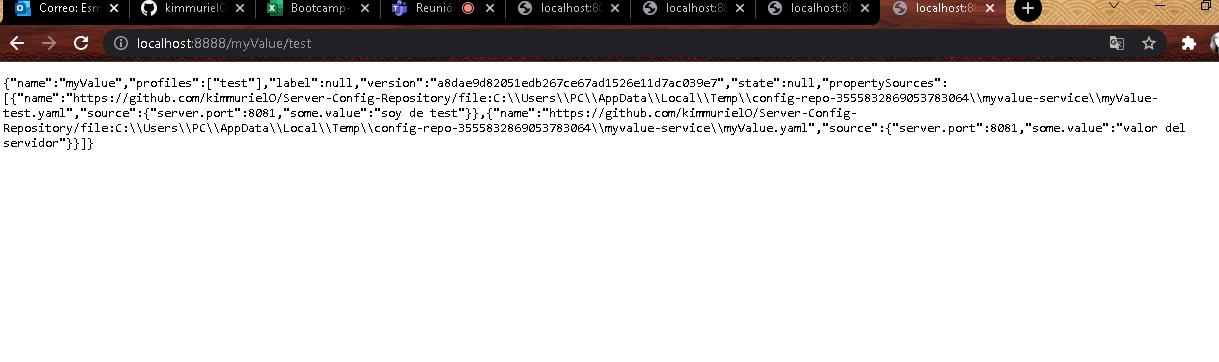 Correo: Esm
kimmurielO
Bootcamp-
Reunió
localhost:80
localhost:88
localhost:80
localhost:88
localhost:8888/myValue/test
{"name":"myValue","profiles":["test"],"label":null,"version":"a8dae9d82051edb267ce67ad1526e11d7ac039e7","state":null,"propertySources":
[{"name":"https://github.com/kimmurielO/Server-Config-Repository/file:C:\\Users\\PC\\AppData\\Local\\Temp\\config-repo-3555832869053783064\\myvalue-service\\myValue-
test.yaml","source":{"server.port":8081,"some.value":"soy de test"}},{"name":"https://github.com/kimmurielO/Server-Config-
Repository/file:C:\\Users\\PC\\AppData\\Local\\Temp\\config-repo-3555832869053783064\\myvalue-service\\myValue.yaml","source":{"server.port":8081,"some.value":"valor del
servidor"}}]}